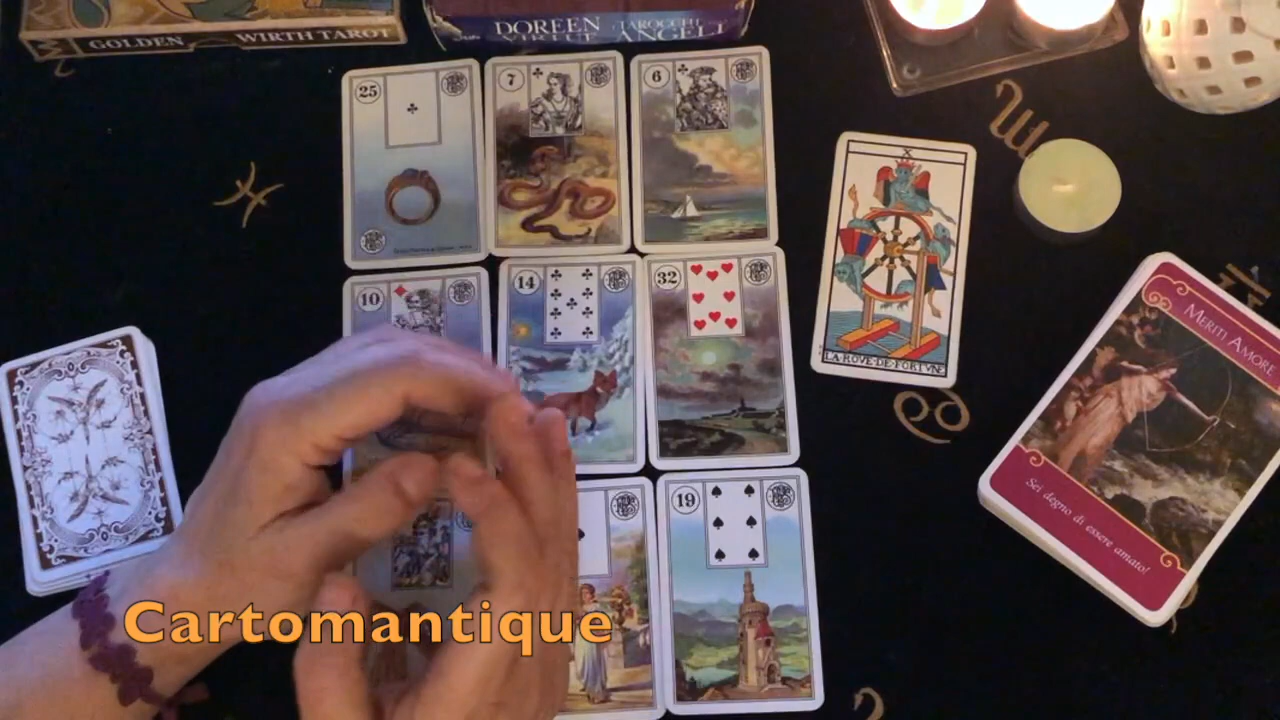 GOLDEN WIRTH TAROT
DOREEN VIRTUE
TAROCCHI ANGELI
25
7
6
X
LA·ROVE·DE·FORTVNE
10
14
32
MERITI AMORE
Sei degno di essere amato!
19
Cartomantique